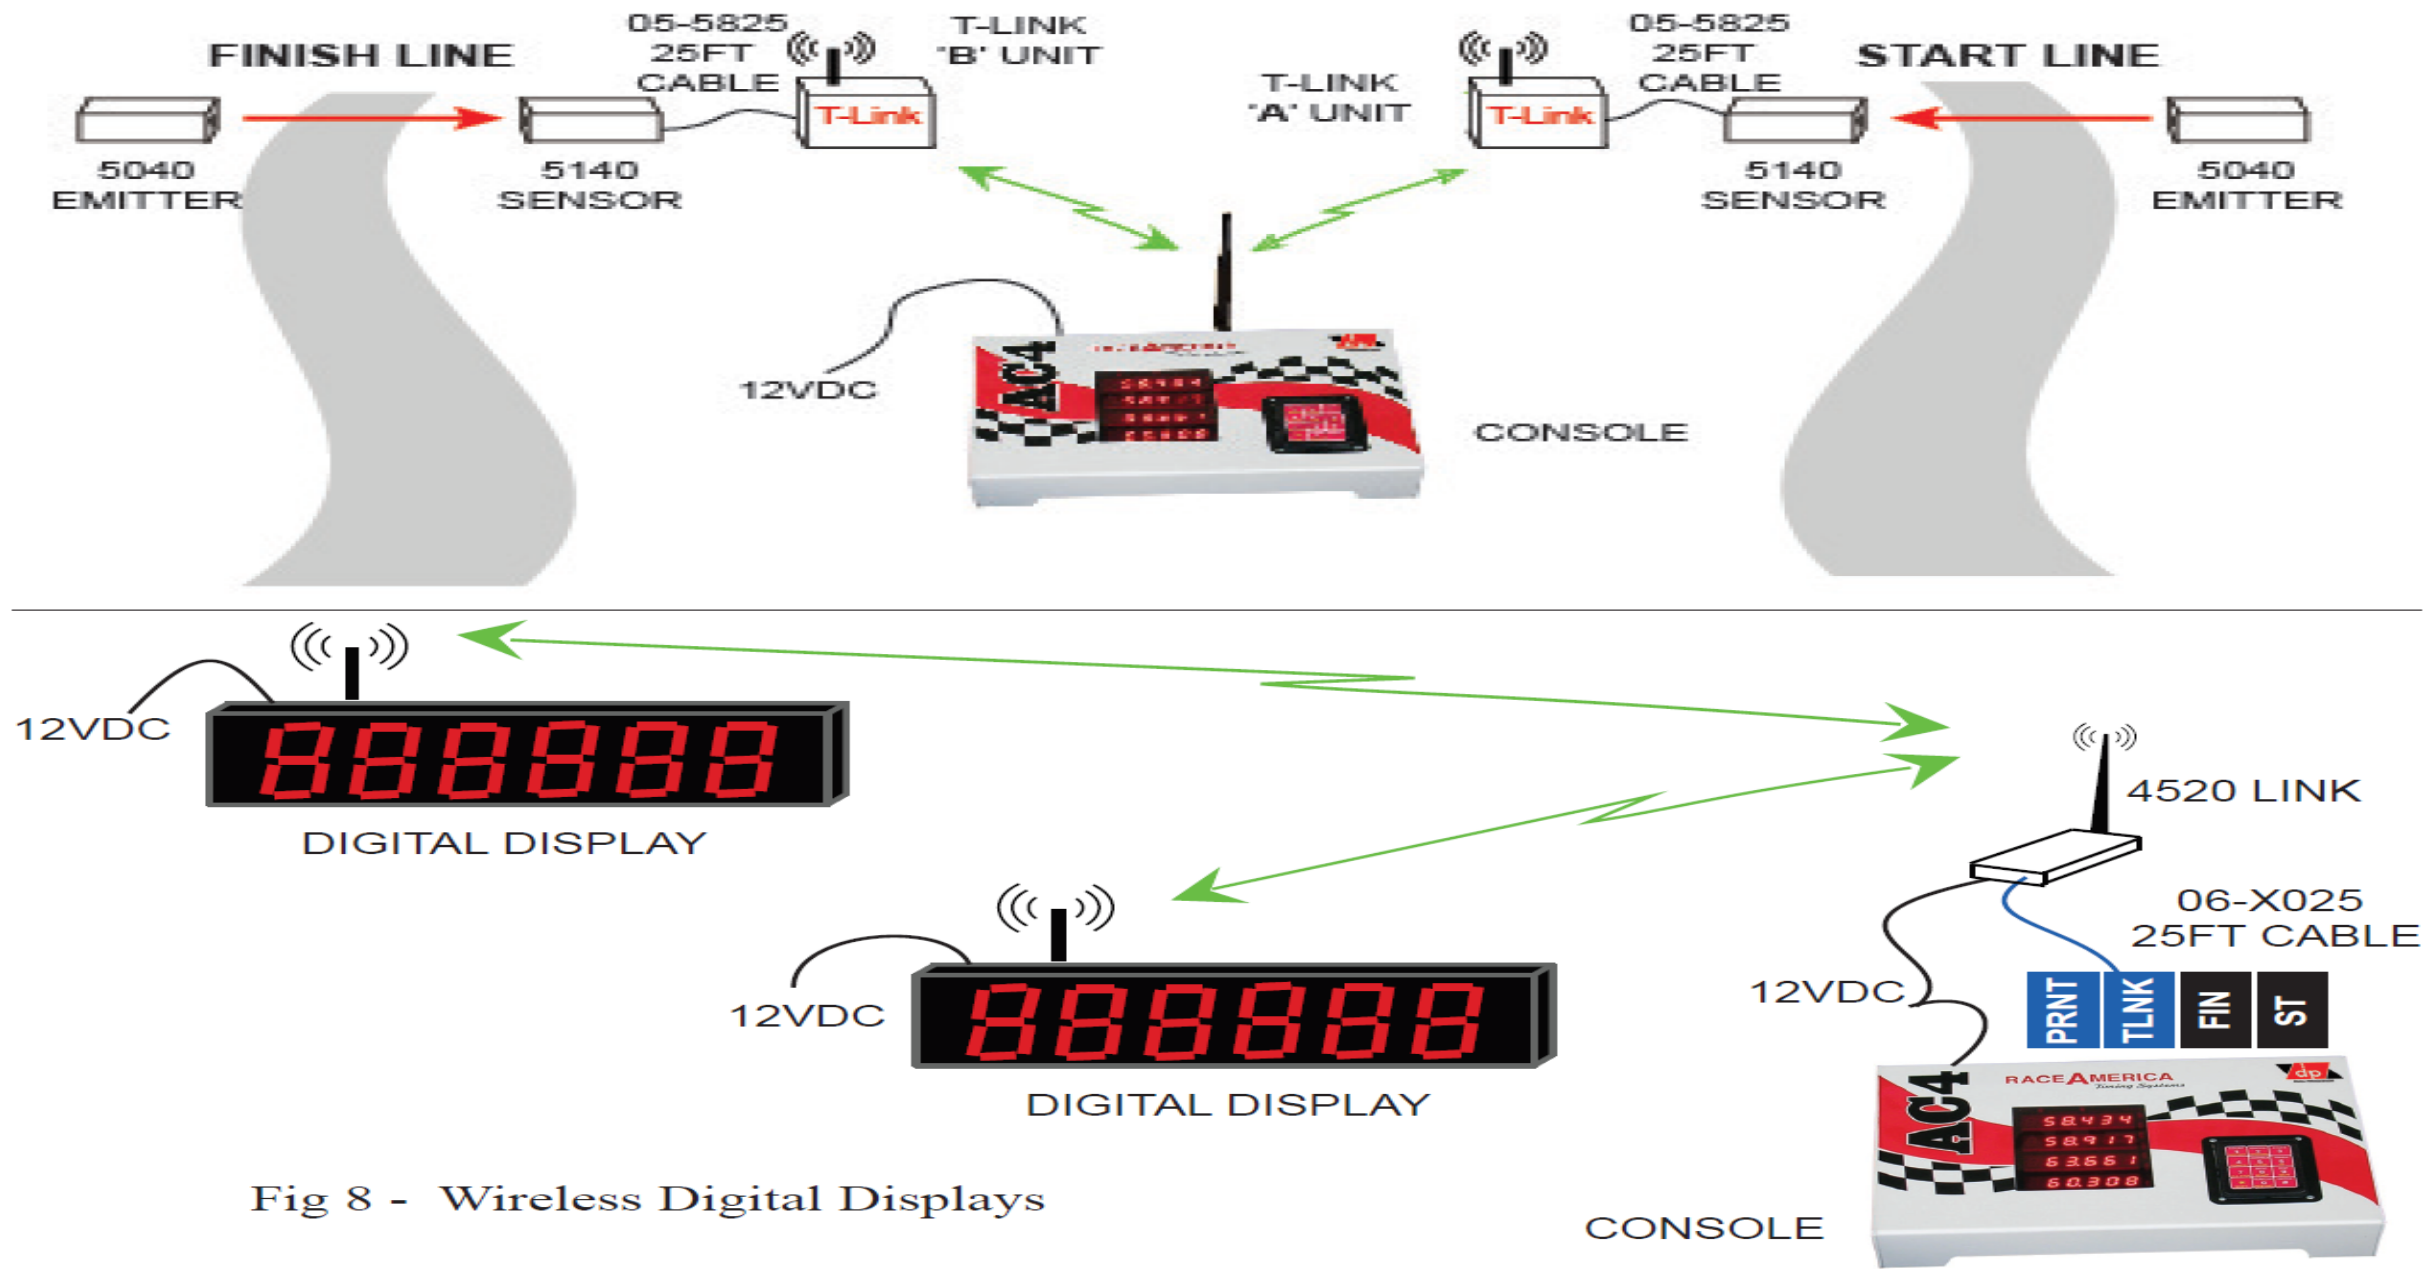 FINISH LINE
05-5825
25FT
CABLE
T-LINK
'B' UNIT
T-Link
5040
EMITTER
5140
SENSOR
T-LINK
'A' UNIT
05-5825
25FT
CABLE
START LINE
T-Link
5140
SENSOR
5040
EMITTER
12VDC
AC4
CONSOLE
12VDC
DIGITAL DISPLAY
12VDC
DIGITAL DISPLAY
4520 LINK
06-X025
25FT CABLE
12VDC
PRNT
TLNK
FIN
ST
AC4
RACEAMERICA
Timing Systems
dp
58.434
58.917
63.661
60.308
CONSOLE
Fig 8 - Wireless Digital Displays